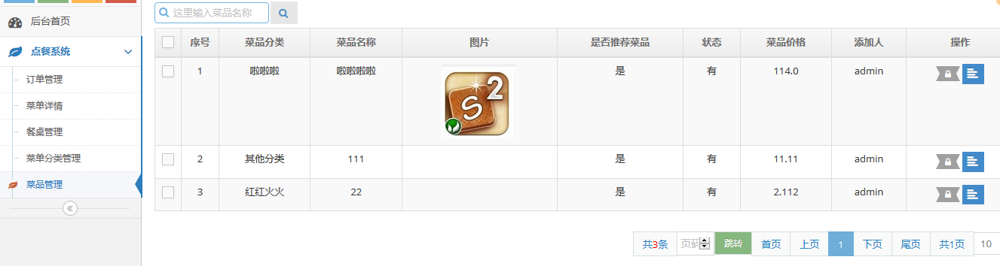 这里输入菜品名称
后台首页
点餐系统
订单管理
菜单详情
餐桌管理
菜单分类管理
菜品管理
序号 菜品分类 菜品名称 图片 是否推荐菜品 状态 菜品价格 添加人 操作
1 啦啦啦 啦啦啦啦 是 有 114.0 admin
S 2
2 其他分类 111 是 有 11.11 admin
3 红红火火 22 是 有 2.112 admin
共3条 页码 跳转 首页 上页 1 下页 尾页 共1页 10